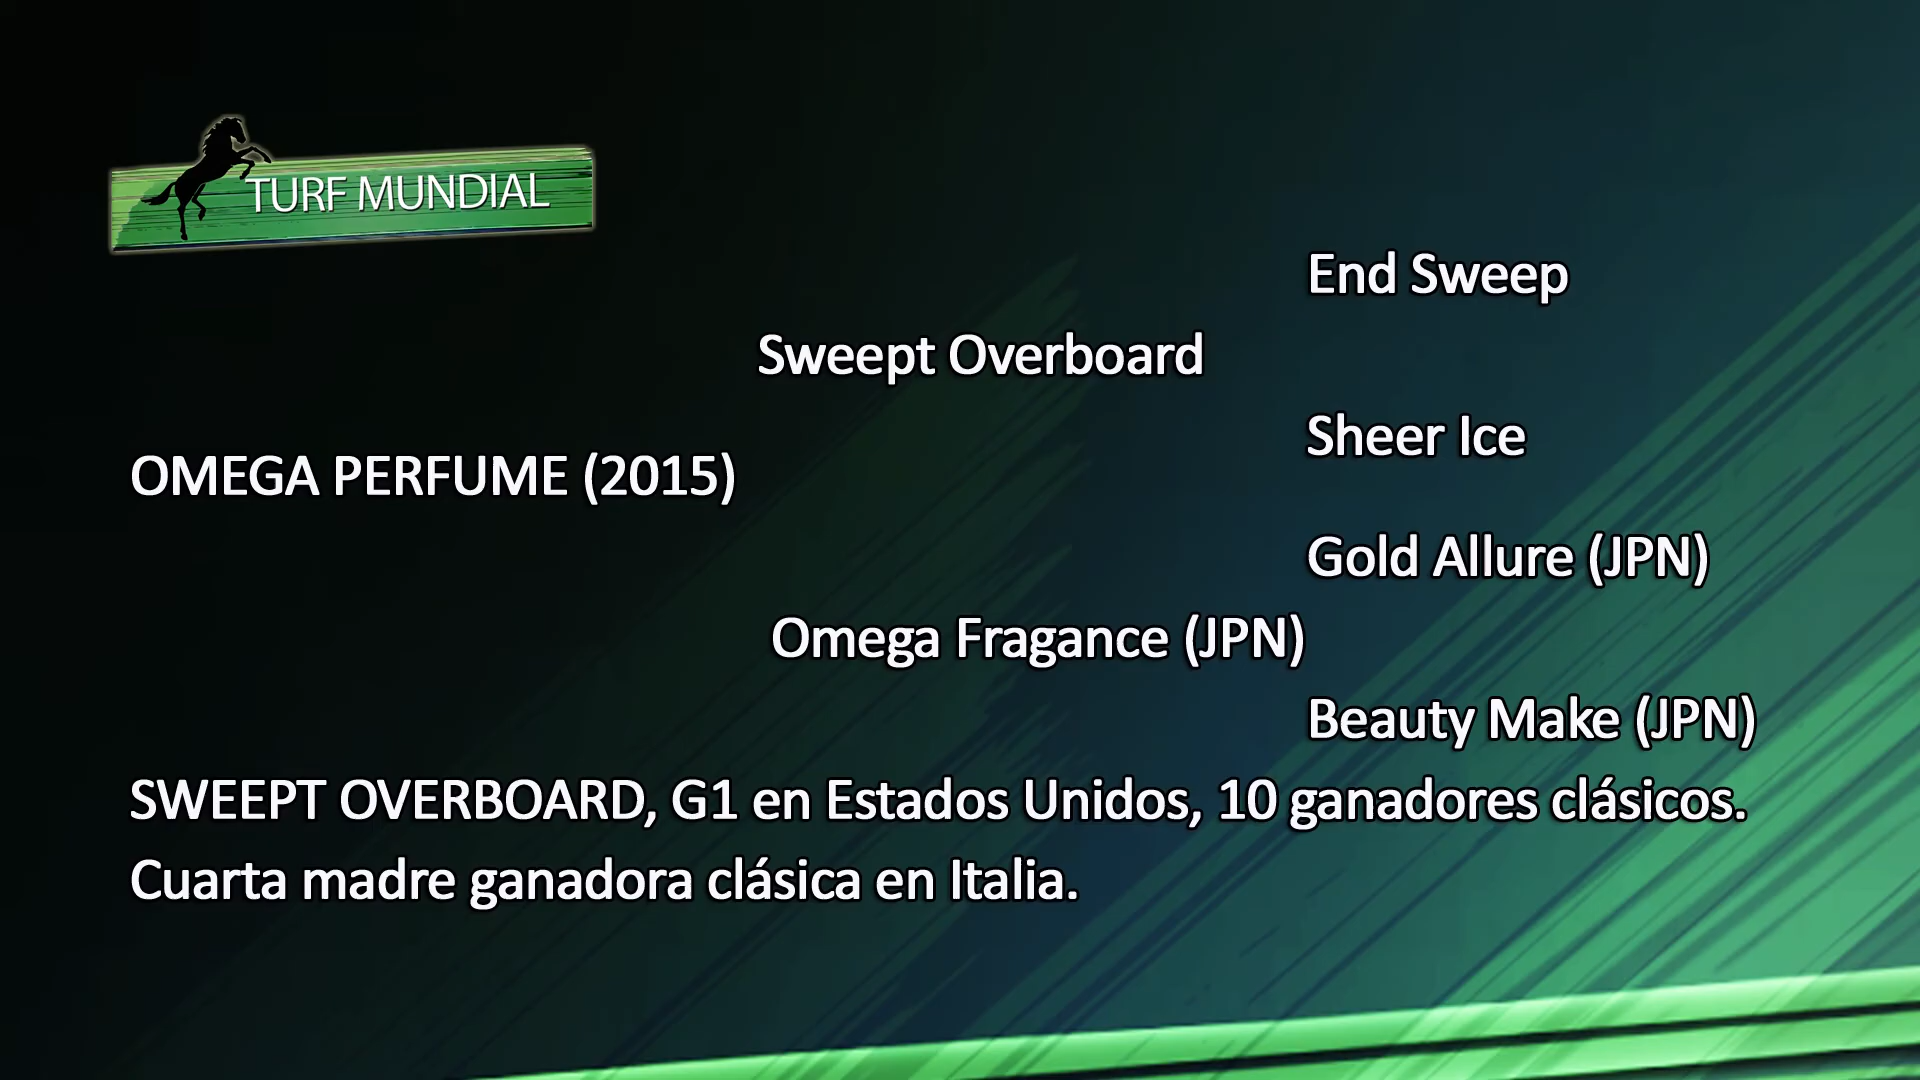 TURF MUNDIAL
End Sweep
Sweept Overboard
Sheer Ice
OMEGA PERFUME (2015)
Gold Allure (JPN)
Omega Fragance (JPN)
Beauty Make (JPN)
SWEEPT OVERBOARD, G1 en Estados Unidos, 10 ganadores clásicos.
Cuarta madre ganadora clásica en Italia.